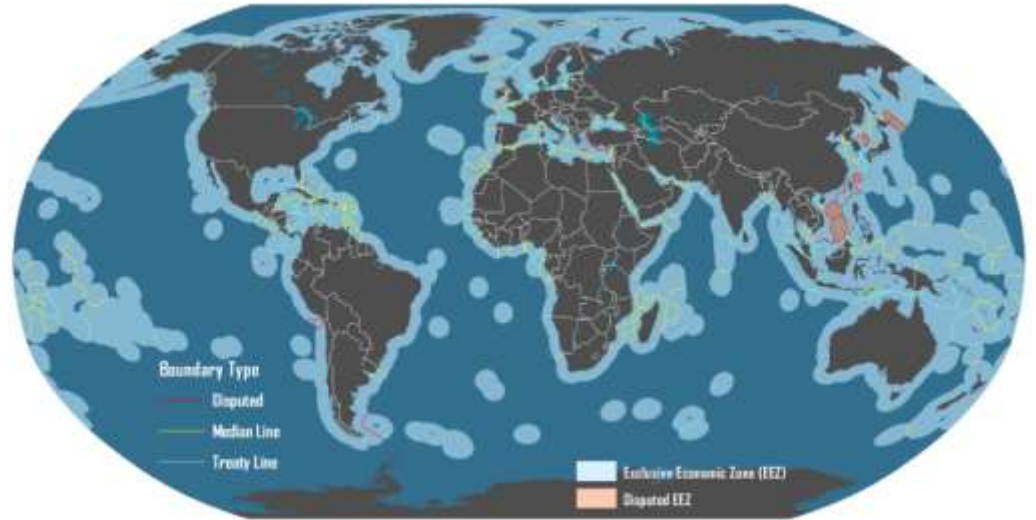 Boundary Type
Disputed
Median Line
Treaty Line
Exclusive Economic Zone (EEZ)
Disputed EEZ